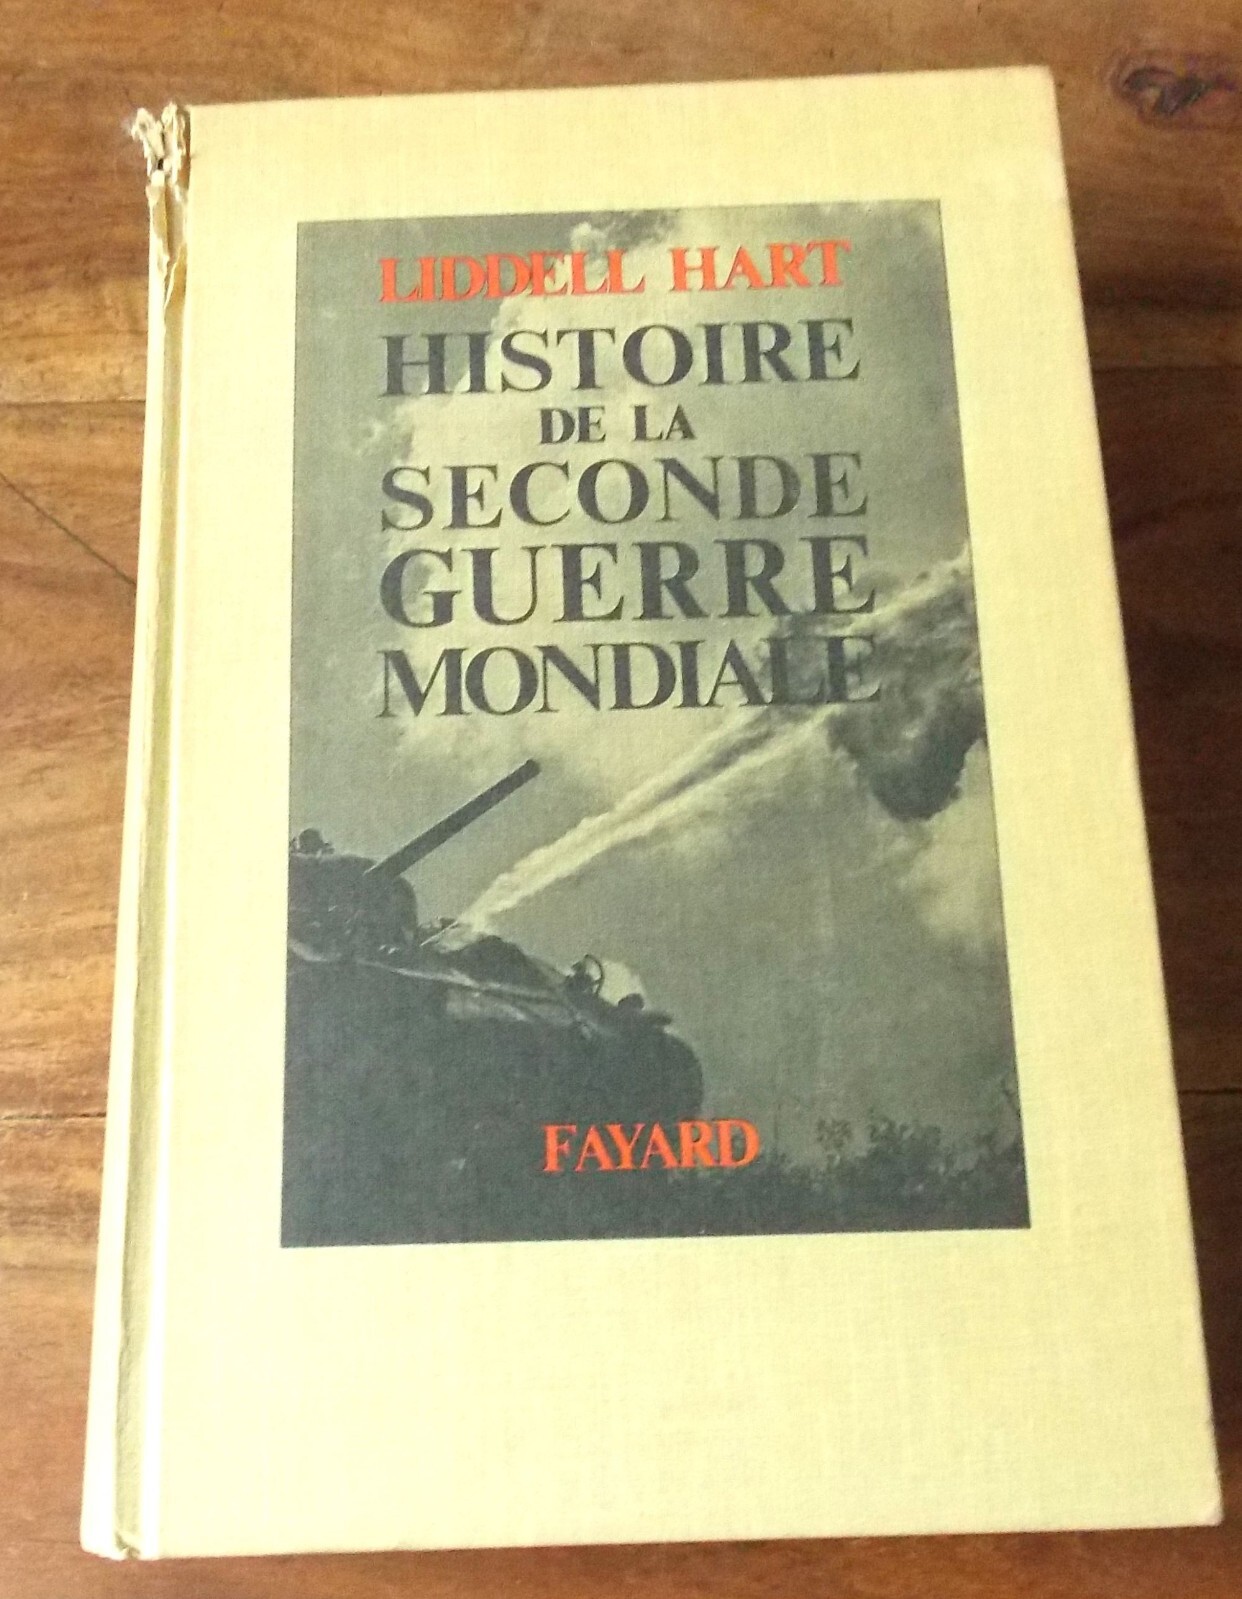 LIDDELL HART
HISTOIRE
DE LA
SECONDE
GUERRE
MONDIALE
FAYARD